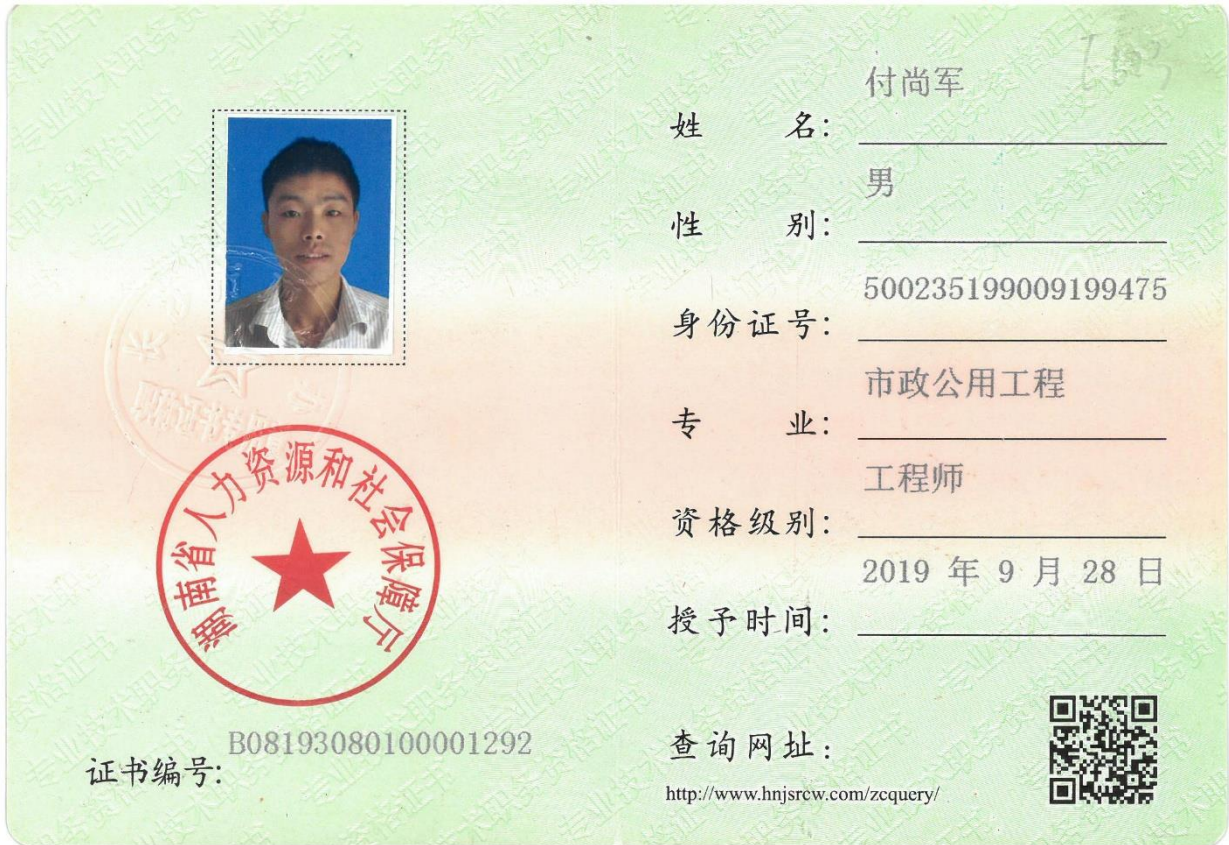 姓 名: 付尚军
性 别: 男
身份证号: 500235199009199475
专 业: 市政公用工程
资格级别: 工程师
授予时间: 2019 年 9 月 28 日
湖南省人力资源和社会保障厅
证书编号: B08193080100001292
查询网址:
http://www.hnjsrcw.com/zcquery/